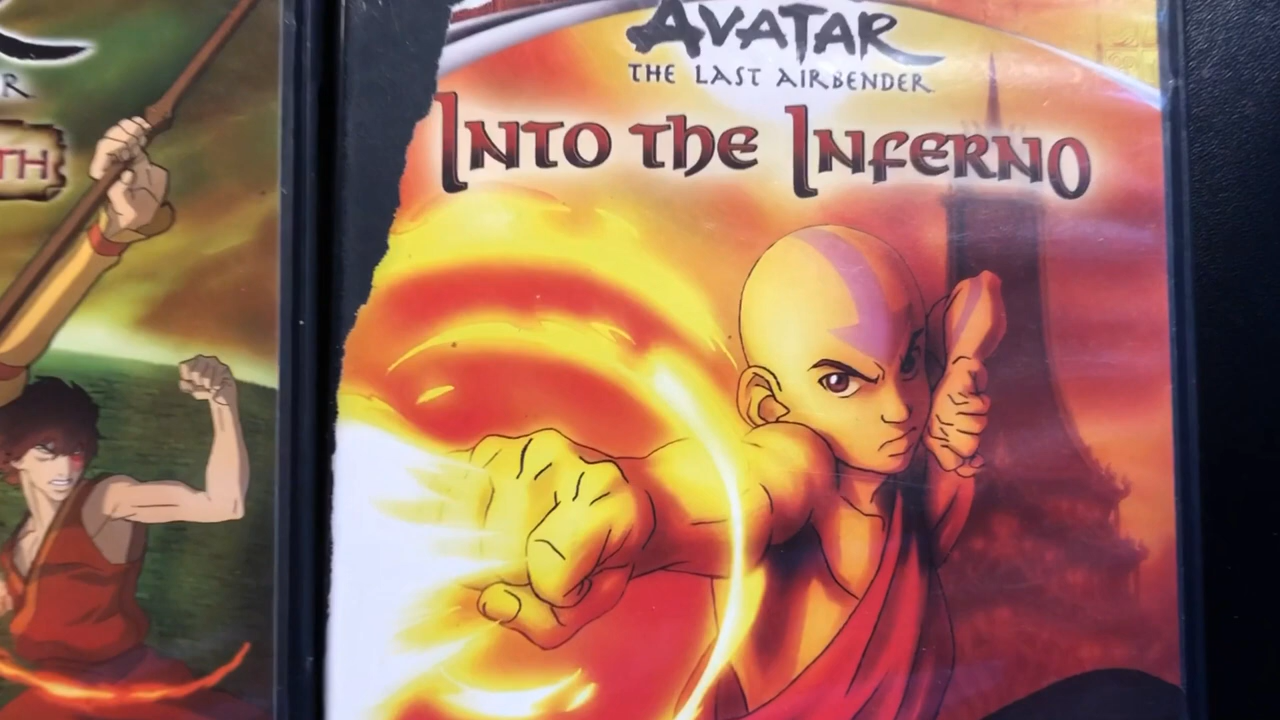 R
TH
AVATAR
THE LAST AIRBENDER
INTO THE INFERNO